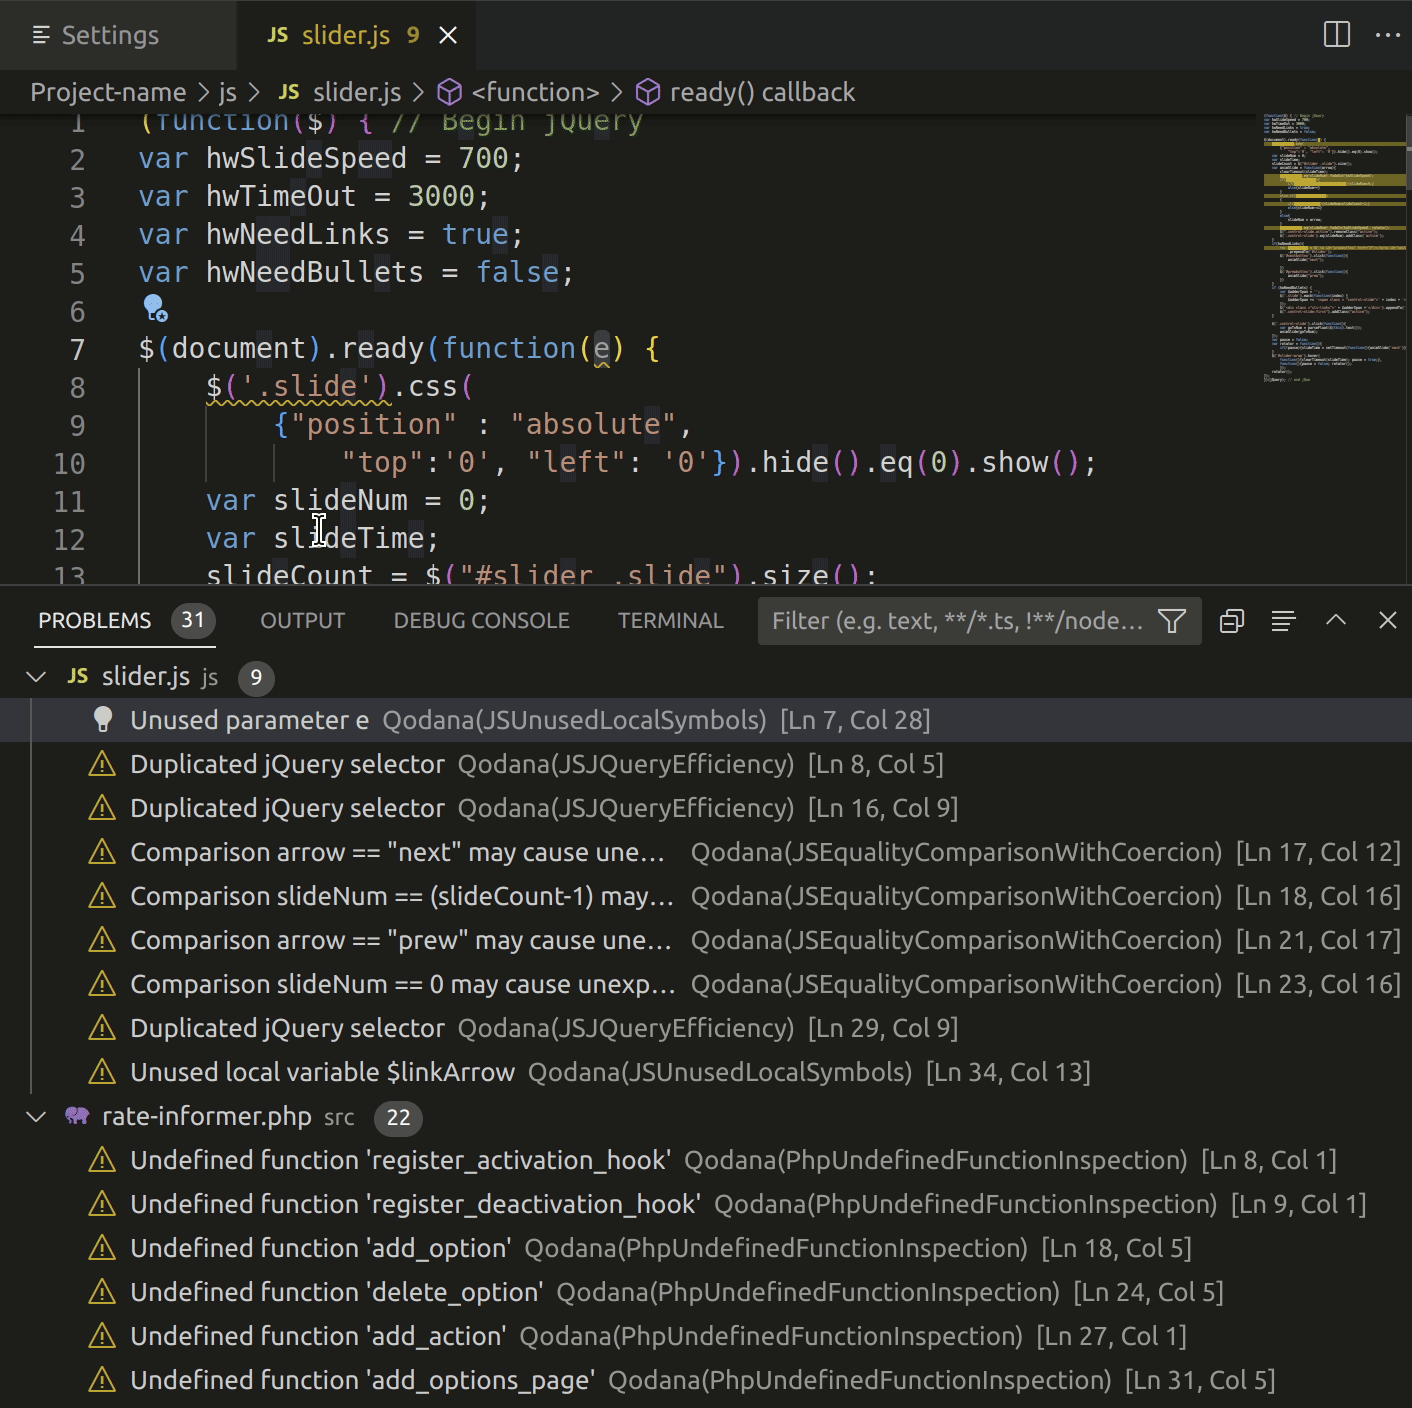 Settings
JS slider.js 9
Project-name > js > JS slider.js > <function> > ready() callback
1 (function($) { // Begin jQuery
2 var hwSlideSpeed = 700;
3 var hwTimeOut = 3000;
4 var hwNeedLinks = true;
5 var hwNeedBullets = false;
6
7 $(document).ready(function(e) {
8 $('.slide').css(
9 {"position" : "absolute",
10 "top":'0', "left": '0'}).hide().eq(0).show();
11 var slideNum = 0;
12 var slideTime;
13 slideCount = $("#slider .slide").size();
PROBLEMS 31 OUTPUT DEBUG CONSOLE TERMINAL Filter (e.g. text, **/*.ts, !**/node...
JS slider.js js 9
Unused parameter e Qodana(JSUnusedLocalSymbols) [Ln 7, Col 28]
Duplicated jQuery selector Qodana(JSJQueryEfficiency) [Ln 8, Col 5]
Duplicated jQuery selector Qodana(JSJQueryEfficiency) [Ln 16, Col 9]
Comparison arrow == "next" may cause une... Qodana(JSEqualityComparisonWithCoercion) [Ln 17, Col 12]
Comparison slideNum == (slideCount-1) may... Qodana(JSEqualityComparisonWithCoercion) [Ln 18, Col 16]
Comparison arrow == "prew" may cause une... Qodana(JSEqualityComparisonWithCoercion) [Ln 21, Col 17]
Comparison slideNum == 0 may cause unexp... Qodana(JSEqualityComparisonWithCoercion) [Ln 23, Col 16]
Duplicated jQuery selector Qodana(JSJQueryEfficiency) [Ln 29, Col 9]
Unused local variable $linkArrow Qodana(JSUnusedLocalSymbols) [Ln 34, Col 13]
rate-informer.php src 22
Undefined function 'register_activation_hook' Qodana(PhpUndefinedFunctionInspection) [Ln 8, Col 1]
Undefined function 'register_deactivation_hook' Qodana(PhpUndefinedFunctionInspection) [Ln 9, Col 1]
Undefined function 'add_option' Qodana(PhpUndefinedFunctionInspection) [Ln 18, Col 5]
Undefined function 'delete_option' Qodana(PhpUndefinedFunctionInspection) [Ln 24, Col 5]
Undefined function 'add_action' Qodana(PhpUndefinedFunctionInspection) [Ln 27, Col 1]
Undefined function 'add_options_page' Qodana(PhpUndefinedFunctionInspection) [Ln 31, Col 5]